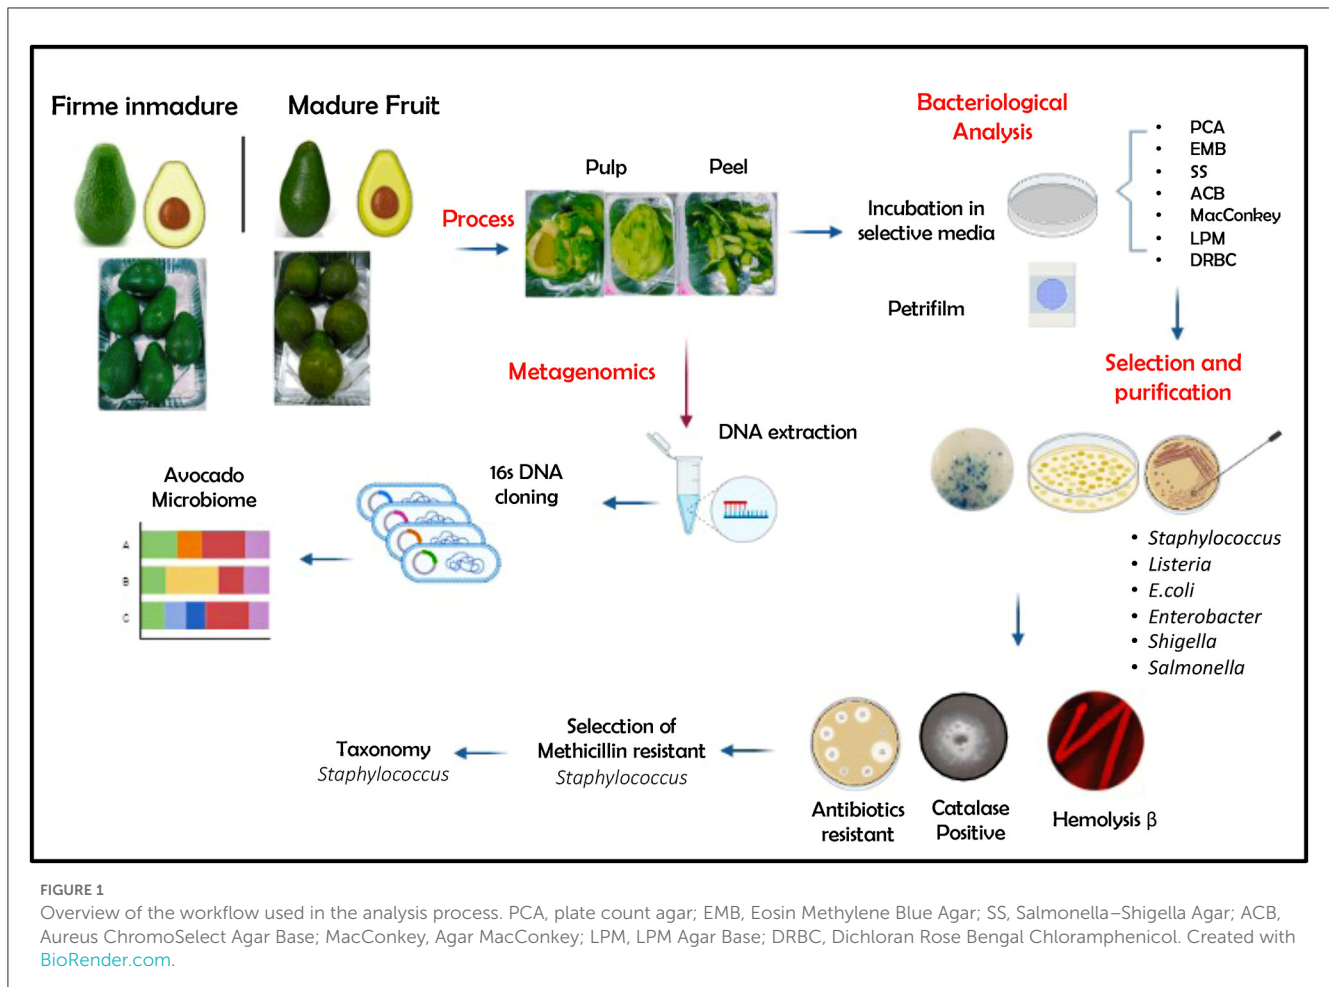 Firme inmadure
Madure Fruit
Process
Pulp
Peel
Bacteriological
Analysis
Incubation in
selective media
Petrifilm
• PCA
• EMB
• SS
• ACB
• MacConkey
• LPM
• DRBC
Selection and
purification
Metagenomics
DNA extraction
16s DNA
cloning
Avocado
Microbiome
A
B
C
• Staphylococcus
• Listeria
• E.coli
• Enterobacter
• Shigella
• Salmonella
Antibiotics
resistant
Catalase
Positive
Hemolysis β
Selecction of
Methicillin resistant
Staphylococcus
Taxonomy
Staphylococcus
FIGURE 1
Overview of the workflow used in the analysis process. PCA, plate count agar; EMB, Eosin Methylene Blue Agar; SS, Salmonella–Shigella Agar; ACB,
Aureus ChromoSelect Agar Base; MacConkey, Agar MacConkey; LPM, LPM Agar Base; DRBC, Dichloran Rose Bengal Chloramphenicol. Created with
BioRender.com.